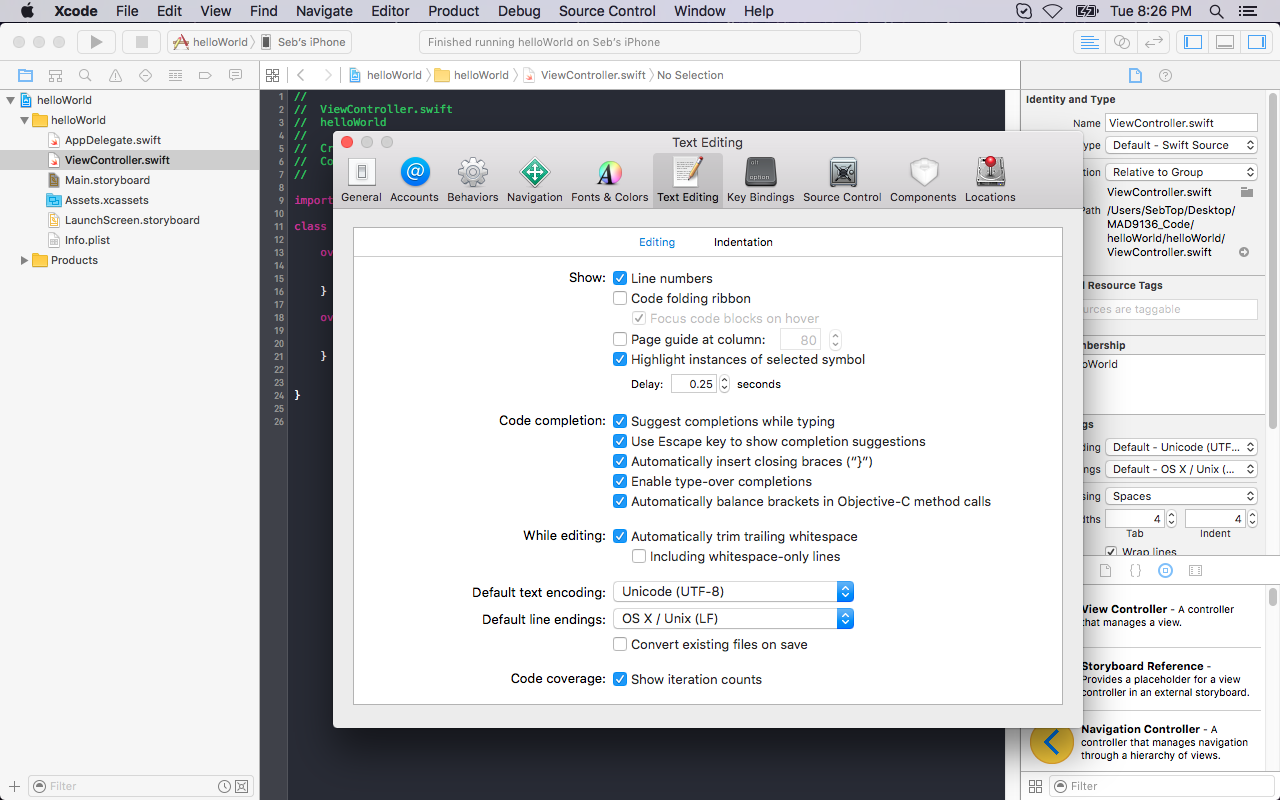 Xcode File Edit View Find Navigate Editor Product Debug Source Control Window Help Tue 8:26 PM
helloWorld Seb's iPhone Finished running helloWorld on Seb's iPhone
helloWorld helloWorld ViewController.swift No Selection
helloWorld
helloWorld
AppDelegate.swift
ViewController.swift
Main.storyboard
Assets.xcassets
LaunchScreen.storyboard
Info.plist
Products
Filter
1 //
2 // ViewController.swift
3 // helloWorld
4 //
5 // Cr
6 // Co
7 //
8
9 import
10
11 class
12
13 ov
14
15
16 }
17
18 ov
19
20
21 }
22
23
24 }
25
26
Text Editing
General Accounts Behaviors Navigation Fonts & Colors Text Editing Key Bindings Source Control Components Locations
Editing Indentation
Show: Line numbers
Code folding ribbon
Focus code blocks on hover
Page guide at column: 80
Highlight instances of selected symbol
Delay: 0.25 seconds
Code completion: Suggest completions while typing
Use Escape key to show completion suggestions
Automatically insert closing braces (“}”)
Enable type-over completions
Automatically balance brackets in Objective-C method calls
While editing: Automatically trim trailing whitespace
Including whitespace-only lines
Default text encoding: Unicode (UTF-8)
Default line endings: OS X / Unix (LF)
Convert existing files on save
Code coverage: Show iteration counts
Identity and Type
Name ViewController.swift
ype Default - Swift Source
tion Relative to Group
ViewController.swift
Path /Users/SebTop/Desktop/
MAD9136_Code/
helloWorld/helloWorld/
ViewController.swift
d Resource Tags
urces are taggable
mbership
oWorld
gs
ding Default - Unicode (UTF...
ngs Default - OS X / Unix (...
sing Spaces
dths 4 4
Tab Indent
Wrap lines
View Controller - A controller
that manages a view.
Storyboard Reference -
Provides a placeholder for a view
controller in an external storyboard.
Navigation Controller - A
controller that manages navigation
through a hierarchy of views.
Filter